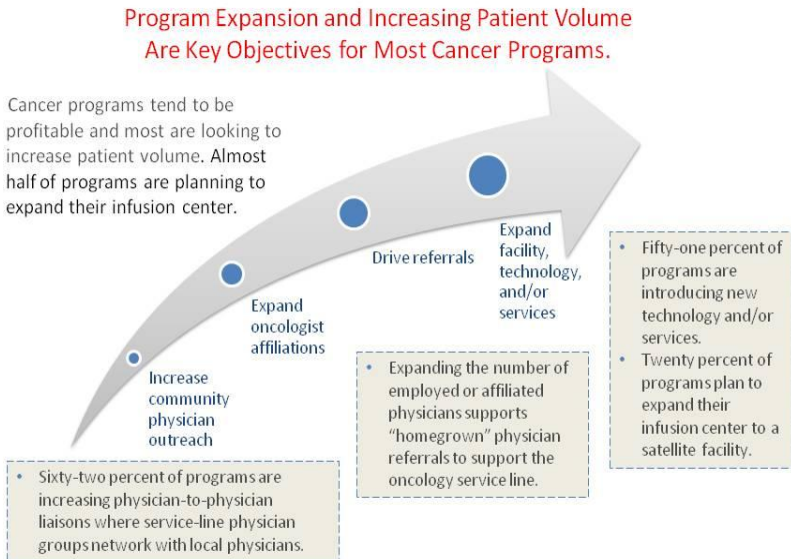 Program Expansion and Increasing Patient Volume
Are Key Objectives for Most Cancer Programs.
Cancer programs tend to be
profitable and most are looking to
increase patient volume. Almost
half of programs are planning to
expand their infusion center.
Increase
community
physician
outreach
Expand
oncologist
affiliations
Drive referrals
Expand
facility,
technology,
and/or
services
• Sixty-two percent of programs are
increasing physician-to-physician
liaisons where service-line physician
groups network with local physicians.
• Expanding the number of
employed or affiliated
physicians supports
“homegrown” physician
referrals to support the
oncology service line.
• Fifty-one percent of
programs are
introducing new
technology and/or
services.
• Twenty percent of
programs plan to
expand their
infusion center to a
satellite facility.